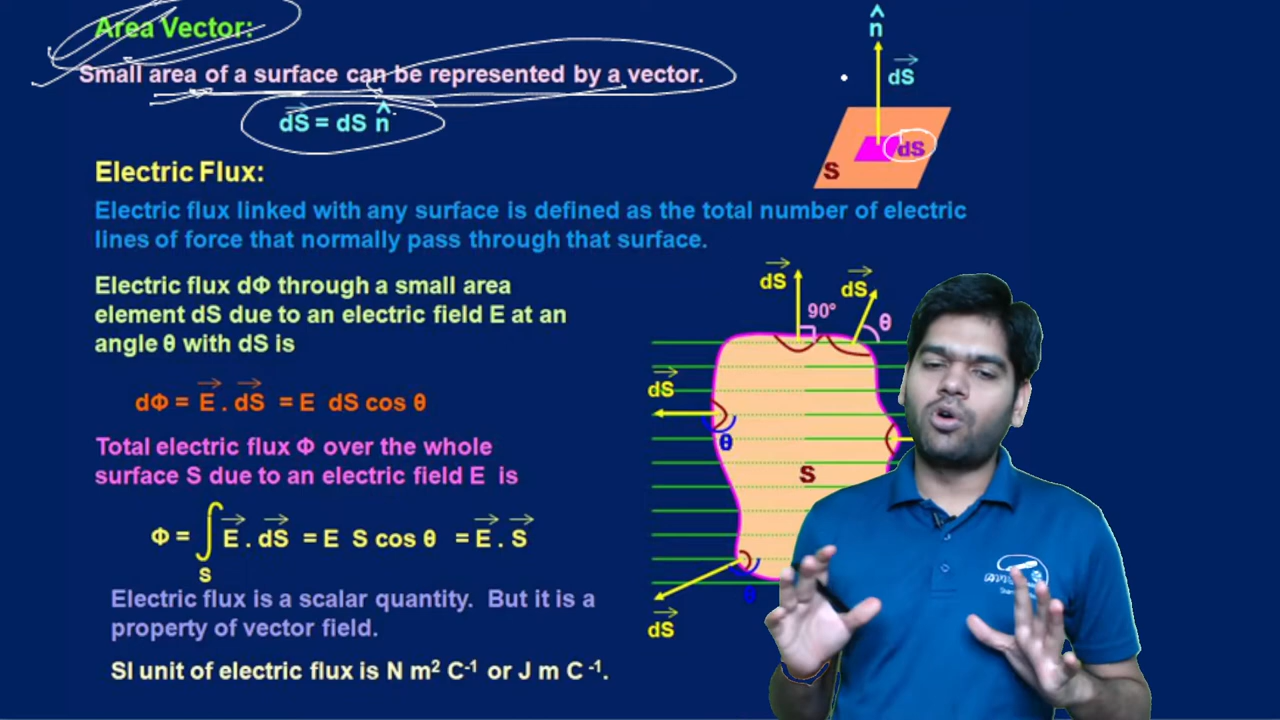 Area Vector:
Small area of a surface can be represented by a vector.
dS = dS n̂
Electric Flux:
Electric flux linked with any surface is defined as the total number of electric
lines of force that normally pass through that surface.
Electric flux dΦ through a small area
element dS due to an electric field E at an
angle θ with dS is
dΦ = E . dS = E dS cos θ
Total electric flux Φ over the whole
surface S due to an electric field E is
Φ = ∫ E . dS = E S cos θ = E . S
S
Electric flux is a scalar quantity. But it is a
property of vector field.
SI unit of electric flux is N m² C⁻¹ or J m C⁻¹.
n̂
dS
dS
S
dS
dS
90°
θ
dS
θ
S
θ
dS